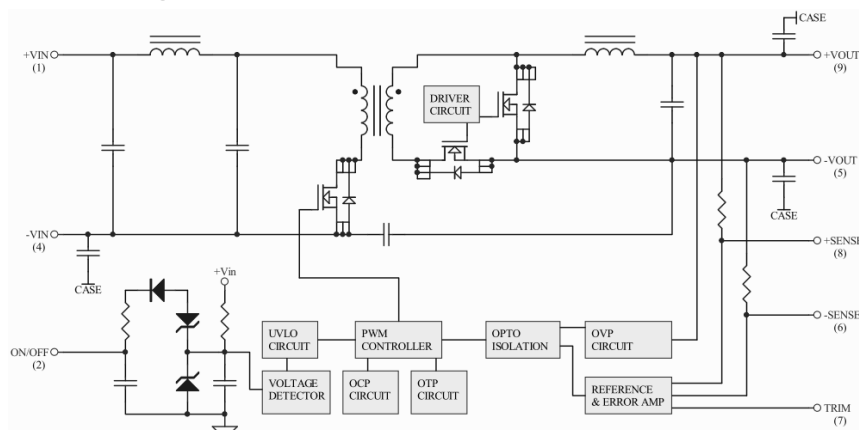 CASE
+VIN
(1)
+VOUT
(9)
DRIVER
CIRCUIT
-VOUT
(5)
CASE
-VIN
(4)
CASE
+SENSE
(8)
+Vin
-SENSE
(6)
ON/OFF
(2)
UVLO
CIRCUIT
PWM
CONTROLLER
OPTO
ISOLATION
OVP
CIRCUIT
VOLTAGE
DETECTOR
OCP
CIRCUIT
OTP
CIRCUIT
REFERENCE
& ERROR AMP
TRIM
(7)